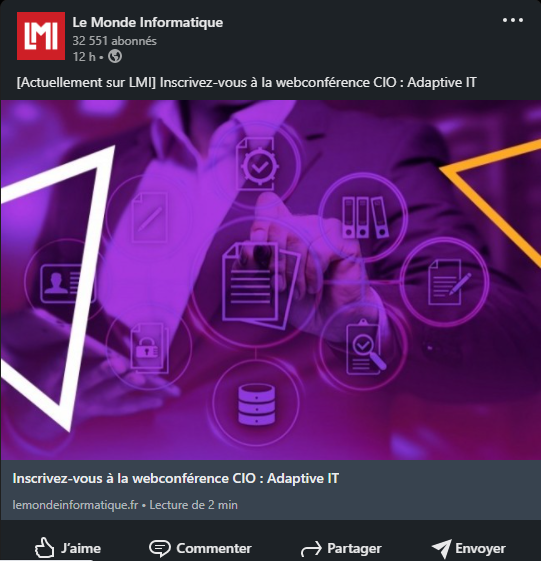 LMI
Le Monde Informatique
32 551 abonnés
12 h •
[Actuellement sur LMI] Inscrivez-vous à la webconférence CIO : Adaptive IT
Inscrivez-vous à la webconférence CIO : Adaptive IT
lemondeinformatique.fr • Lecture de 2 min
J'aime
Commenter
Partager
Envoyer